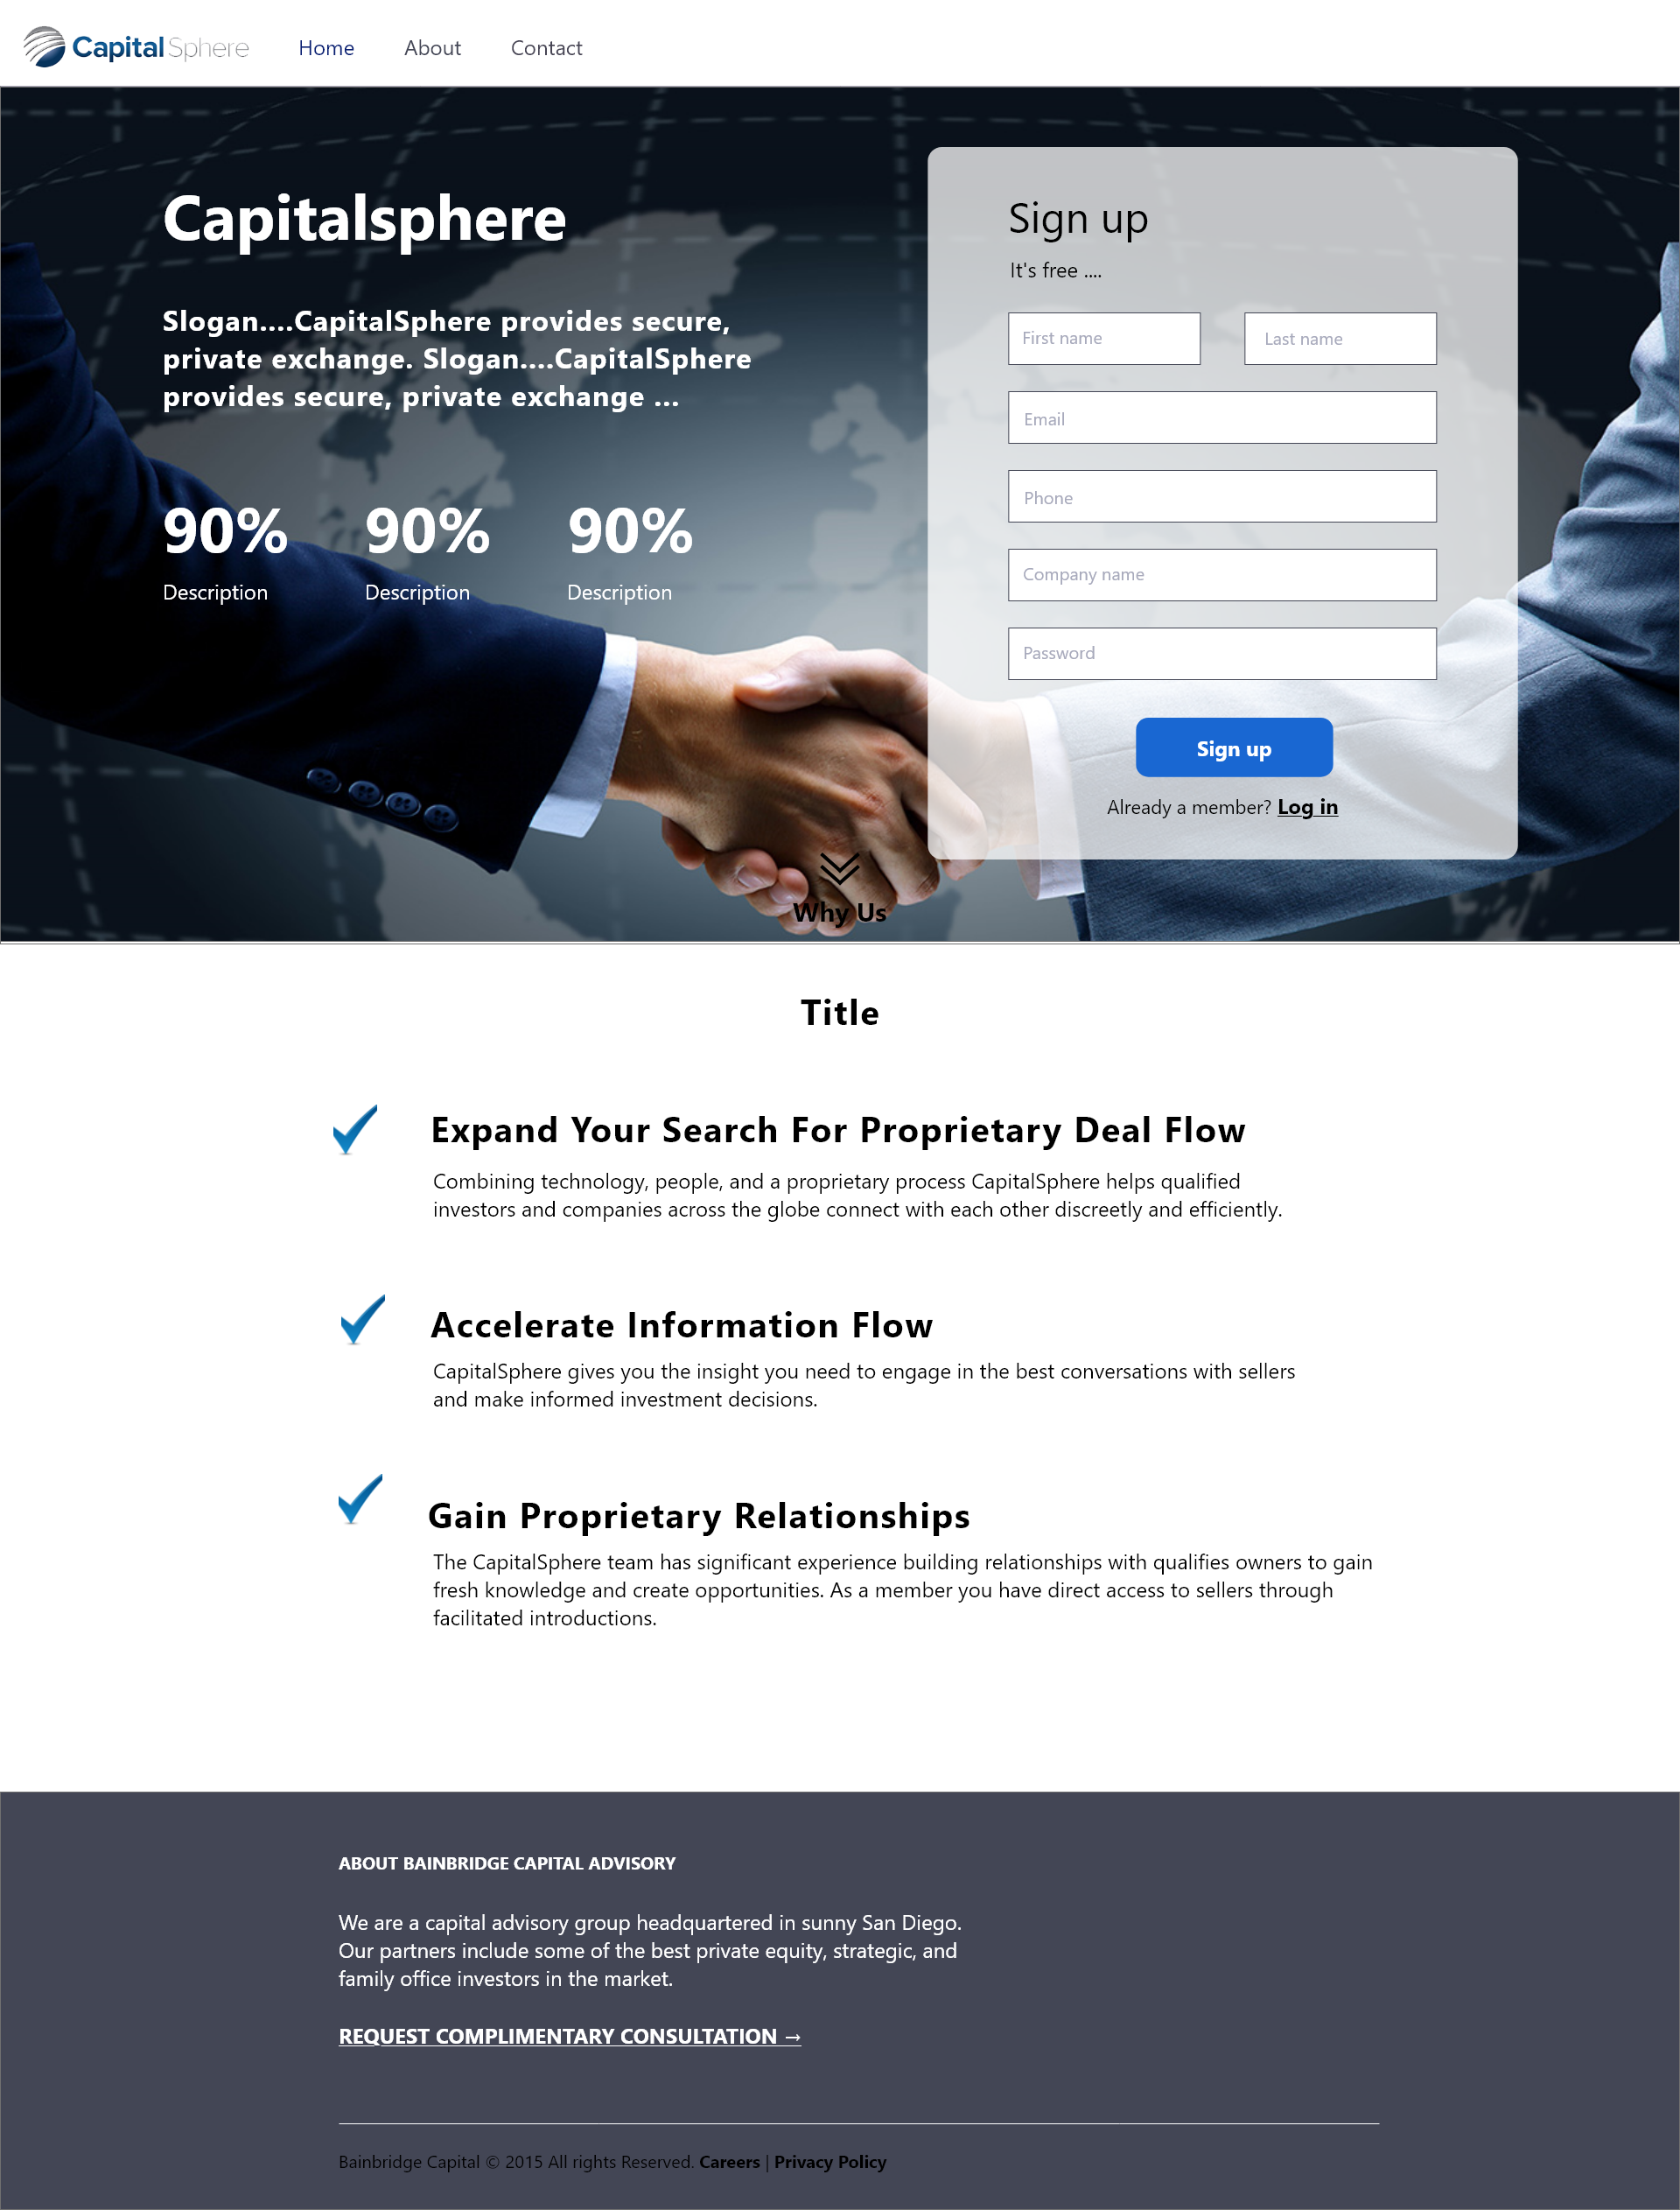 CapitalSphere
Home
About
Contact
Capitalsphere
Slogan....CapitalSphere provides secure,
private exchange. Slogan....CapitalSphere
provides secure, private exchange ...
90%
90%
90%
Description
Description
Description
Sign up
It's free ....
First name
Last name
Email
Phone
Company name
Password
Sign up
Already a member? Log in
Why Us
Title
Expand Your Search For Proprietary Deal Flow
Combining technology, people, and a proprietary process CapitalSphere helps qualified
investors and companies across the globe connect with each other discreetly and efficiently.
Accelerate Information Flow
CapitalSphere gives you the insight you need to engage in the best conversations with sellers
and make informed investment decisions.
Gain Proprietary Relationships
The CapitalSphere team has significant experience building relationships with qualifies owners to gain
fresh knowledge and create opportunities. As a member you have direct access to sellers through
facilitated introductions.
ABOUT BAINBRIDGE CAPITAL ADVISORY
We are a capital advisory group headquartered in sunny San Diego.
Our partners include some of the best private equity, strategic, and
family office investors in the market.
REQUEST COMPLIMENTARY CONSULTATION →
Bainbridge Capital © 2015 All rights Reserved. Careers | Privacy Policy